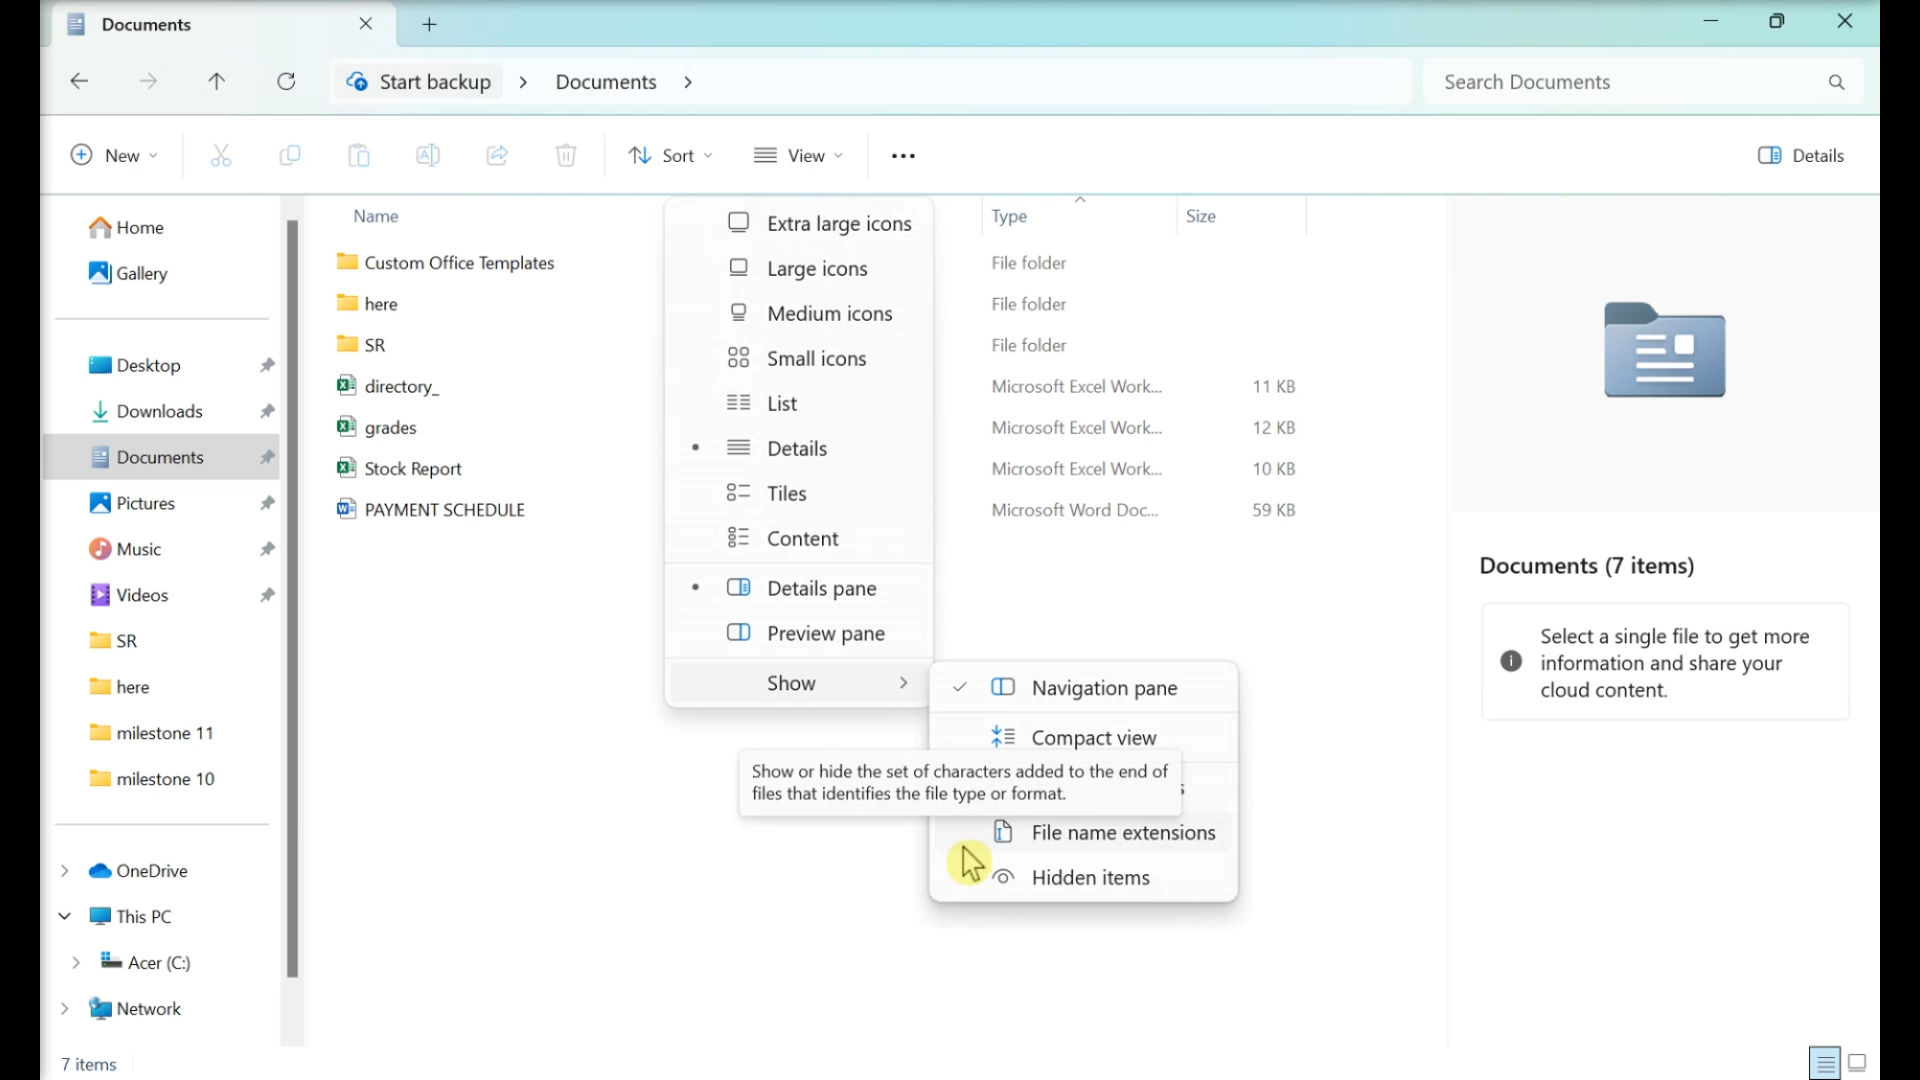 Documents
Start backup > Documents >
Search Documents
New
Sort
View
Details
Home
Gallery
Desktop
Downloads
Documents
Pictures
Music
Videos
SR
here
milestone 11
milestone 10
OneDrive
This PC
Acer (C:)
Network
Name
Type
Size
Custom Office Templates
File folder
here
File folder
SR
File folder
directory_
Microsoft Excel Work...
11 KB
grades
Microsoft Excel Work...
12 KB
Stock Report
Microsoft Excel Work...
10 KB
PAYMENT SCHEDULE
Microsoft Word Doc...
59 KB
Extra large icons
Large icons
Medium icons
Small icons
List
Details
Tiles
Content
Details pane
Preview pane
Show
Navigation pane
Compact view
Show or hide the set of characters added to the end of
files that identifies the file type or format.
File name extensions
Hidden items
Documents (7 items)
Select a single file to get more
information and share your
cloud content.
7 items